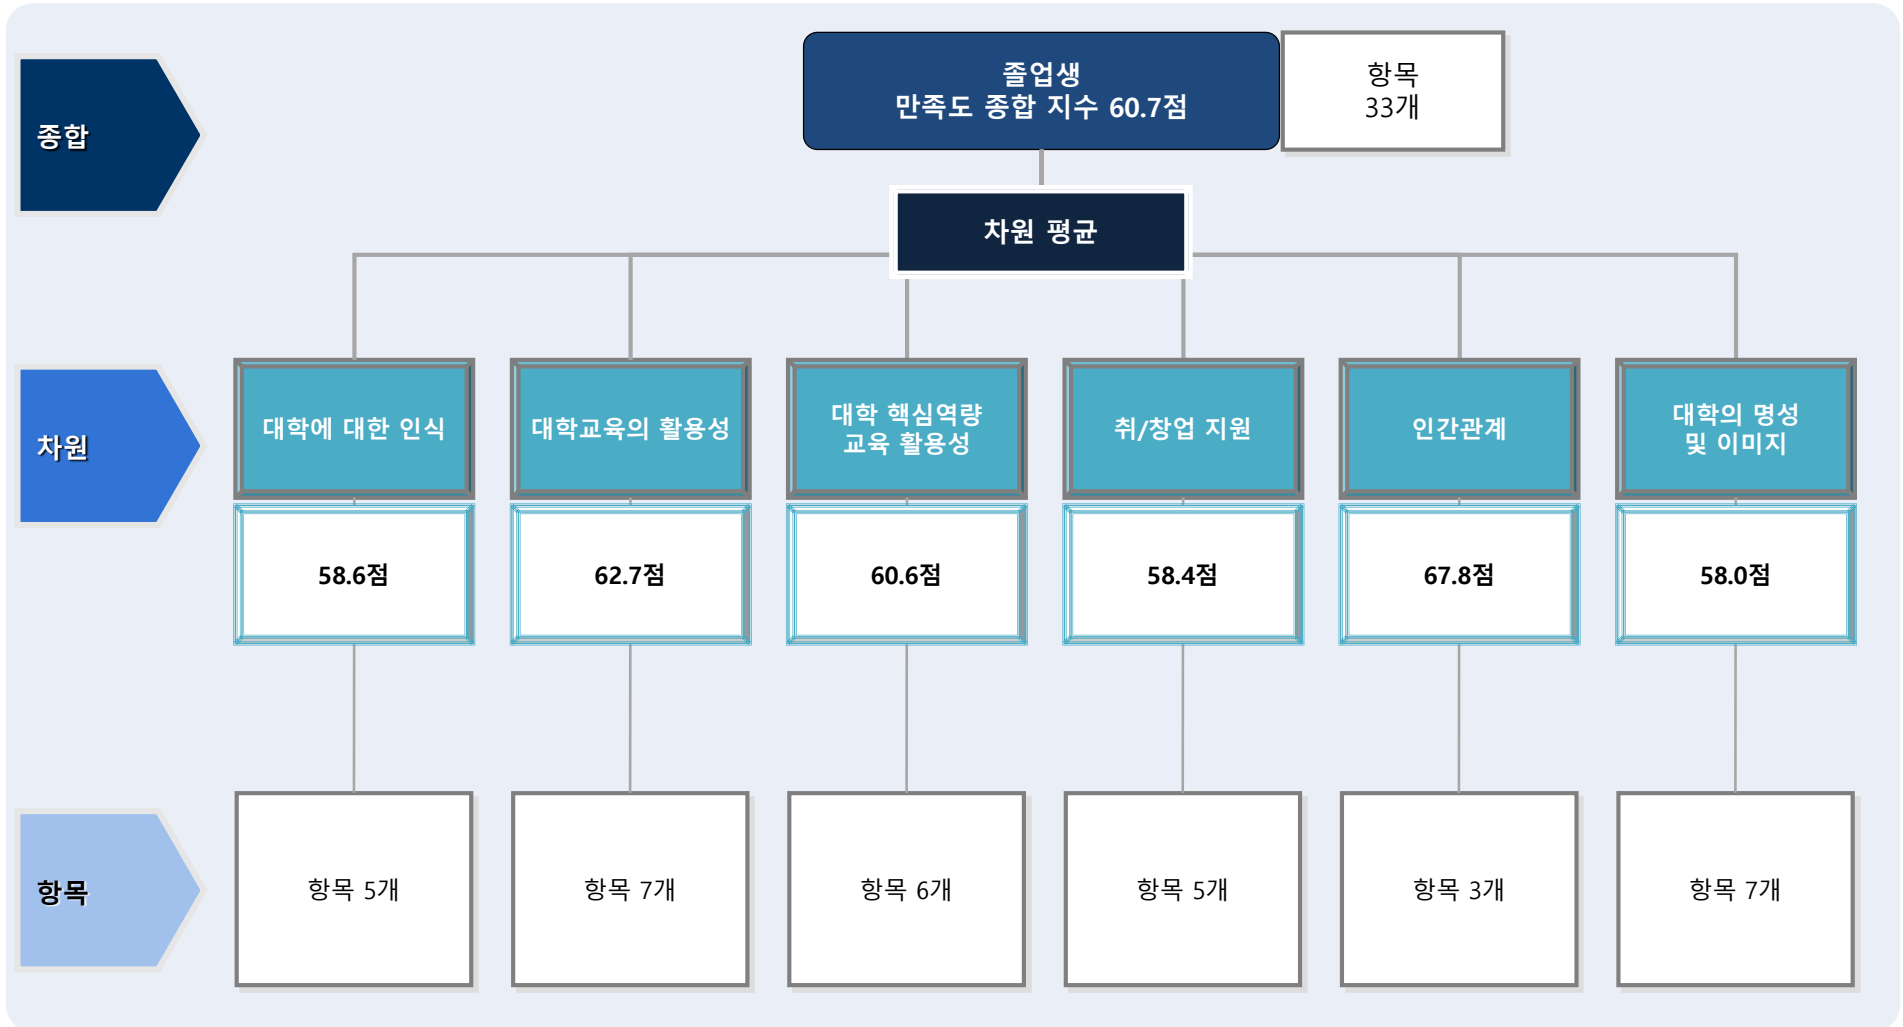 종합
졸업생
만족도 종합 지수 60.7점
항목
33개
차원 평균
차원
대학에 대한 인식
대학교육의 활용성
대학 핵심역량
교육 활용성
취/창업 지원
인간관계
대학의 명성
및 이미지
58.6점
62.7점
60.6점
58.4점
67.8점
58.0점
항목
항목 5개
항목 7개
항목 6개
항목 5개
항목 3개
항목 7개